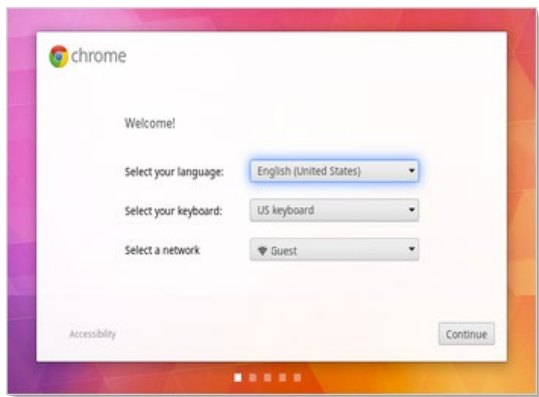 chrome
Welcome!
Select your language: English (United States)
Select your keyboard: US keyboard
Select a network Guest
Accessibility Continue